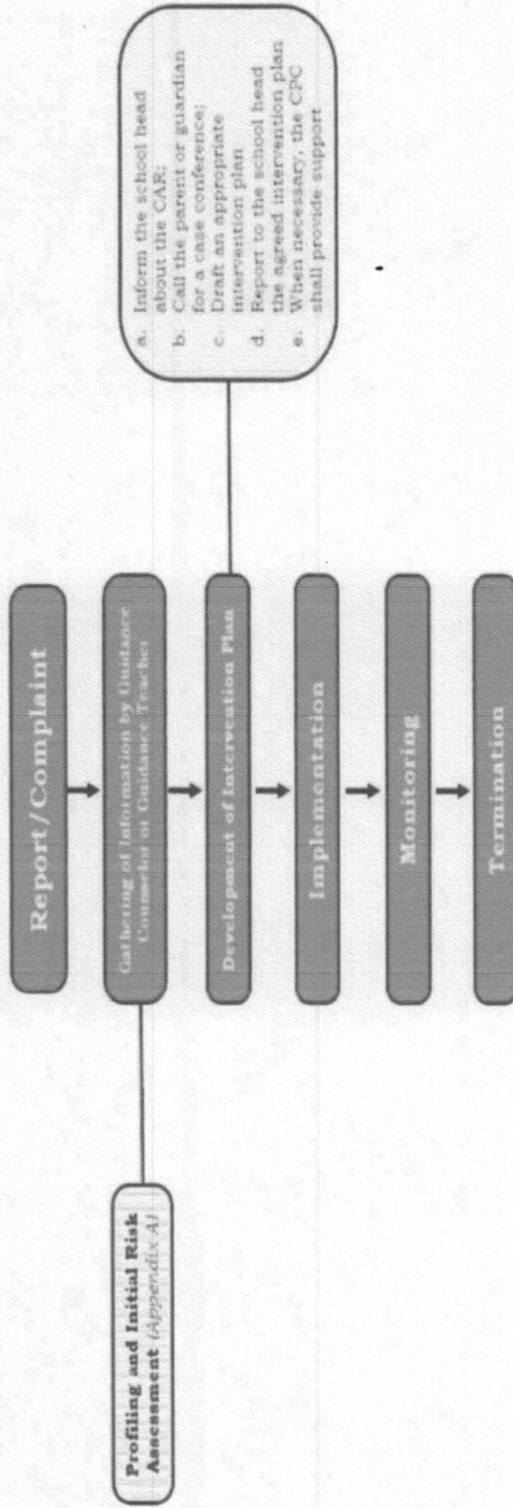 Report/Complaint
Profiling and Initial Risk
Assessment (Appendix A)
Gathering of Information by Guidance
Counselor or Guidance Teacher
Development of Intervention Plan
a. Inform the school head
about the CAR;
b. Call the parent or guardian
for a case conference;
c. Draft an appropriate
intervention plan
d. Report to the school head
the agreed intervention plan
e. When necessary, the CPC
shall provide support
Implementation
Monitoring
Termination